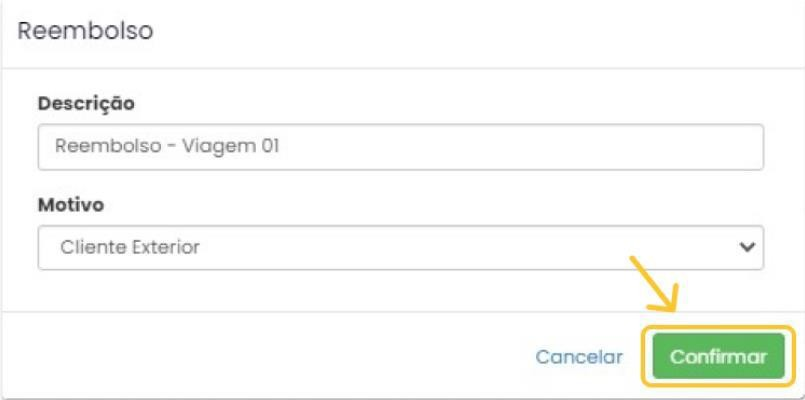 Reembolso
Descrição
Reembolso - Viagem 01
Motivo
Cliente Exterior
Cancelar Confirmar